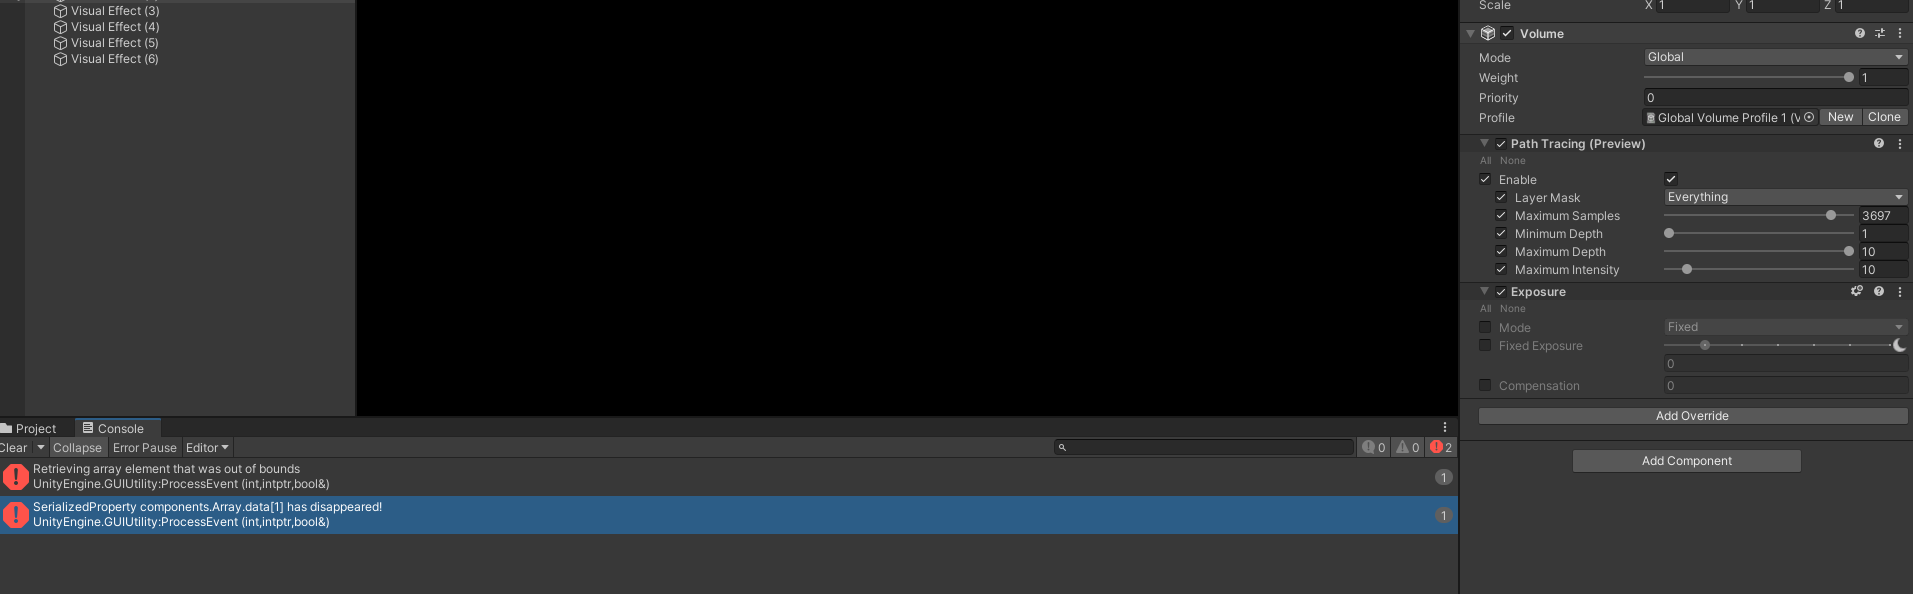 Visual Effect (3)
Visual Effect (4)
Visual Effect (5)
Visual Effect (6)
Scale X 1 Y 1 Z 1
Volume
Mode Global
Weight 1
Priority 0
Profile Global Volume Profile 1 (V New Clone
Path Tracing (Preview)
All None
Enable
Layer Mask Everything
Maximum Samples 3697
Minimum Depth 1
Maximum Depth 10
Maximum Intensity 10
Exposure
All None
Mode Fixed
Fixed Exposure
0
Compensation 0
Add Override
Add Component
Project Console
Clear Collapse Error Pause Editor 0 0 2
Retrieving array element that was out of bounds
UnityEngine.GUIUtility:ProcessEvent (int,intptr,bool&)
1
SerializedProperty components.Array.data[1] has disappeared!
UnityEngine.GUIUtility:ProcessEvent (int,intptr,bool&)
1